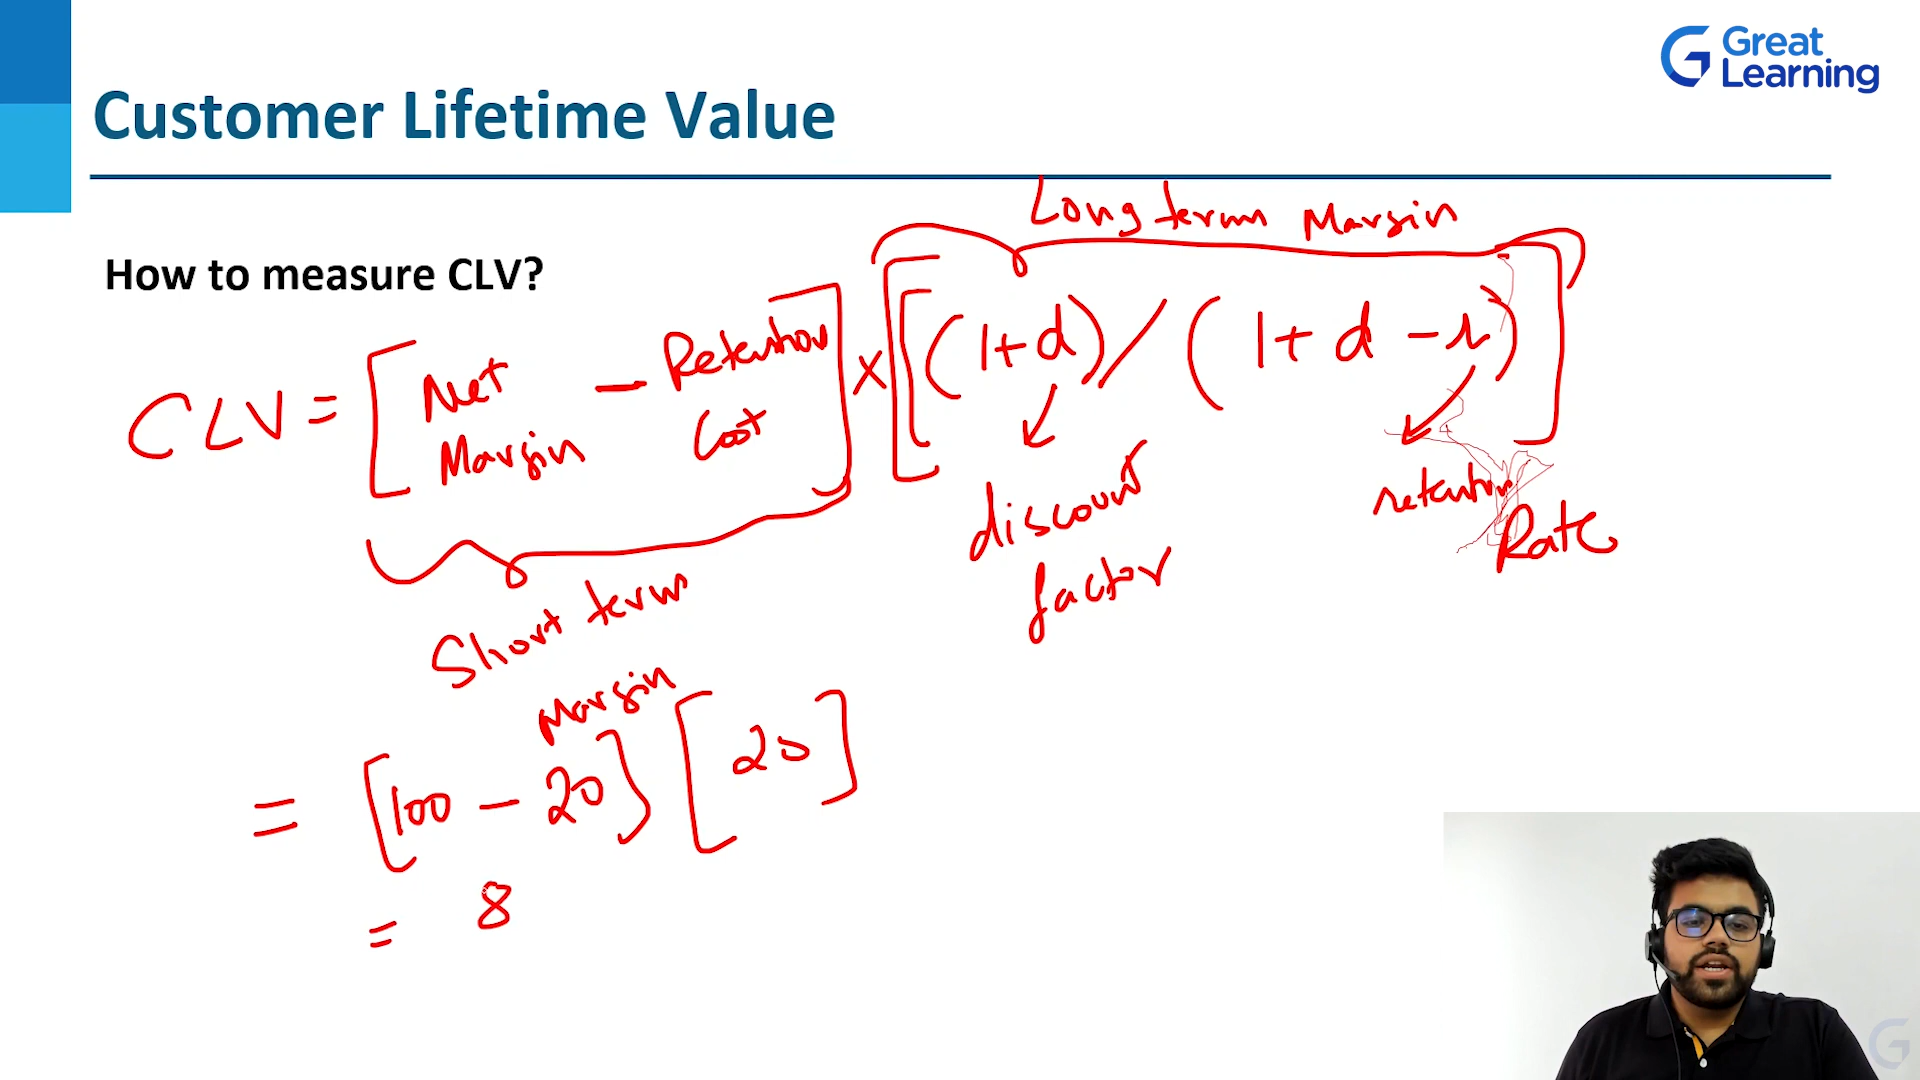 Great
Learning
Customer Lifetime Value
How to measure CLV?
Long term Margin
CLV = [Net Margin - Retention Cost] x [[(1+d) / (1+d-r)]
discount
factor
retention
Rate
Short term
Margin
= [100 - 20] [20]
= 8